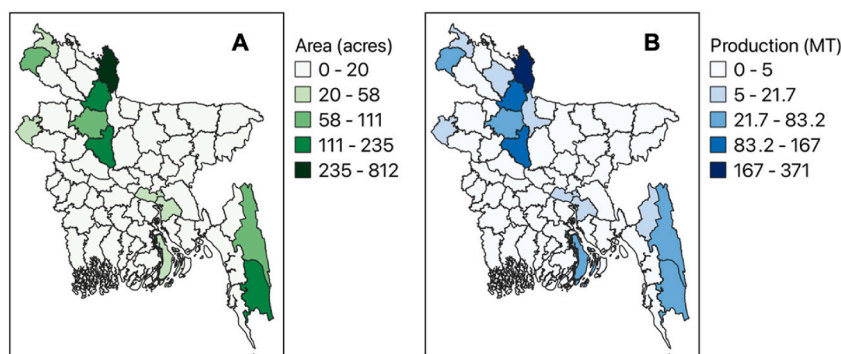 A
Area (acres)
0 - 20
20 - 58
58 - 111
111 - 235
235 - 812
B
Production (MT)
0 - 5
5 - 21.7
21.7 - 83.2
83.2 - 167
167 - 371